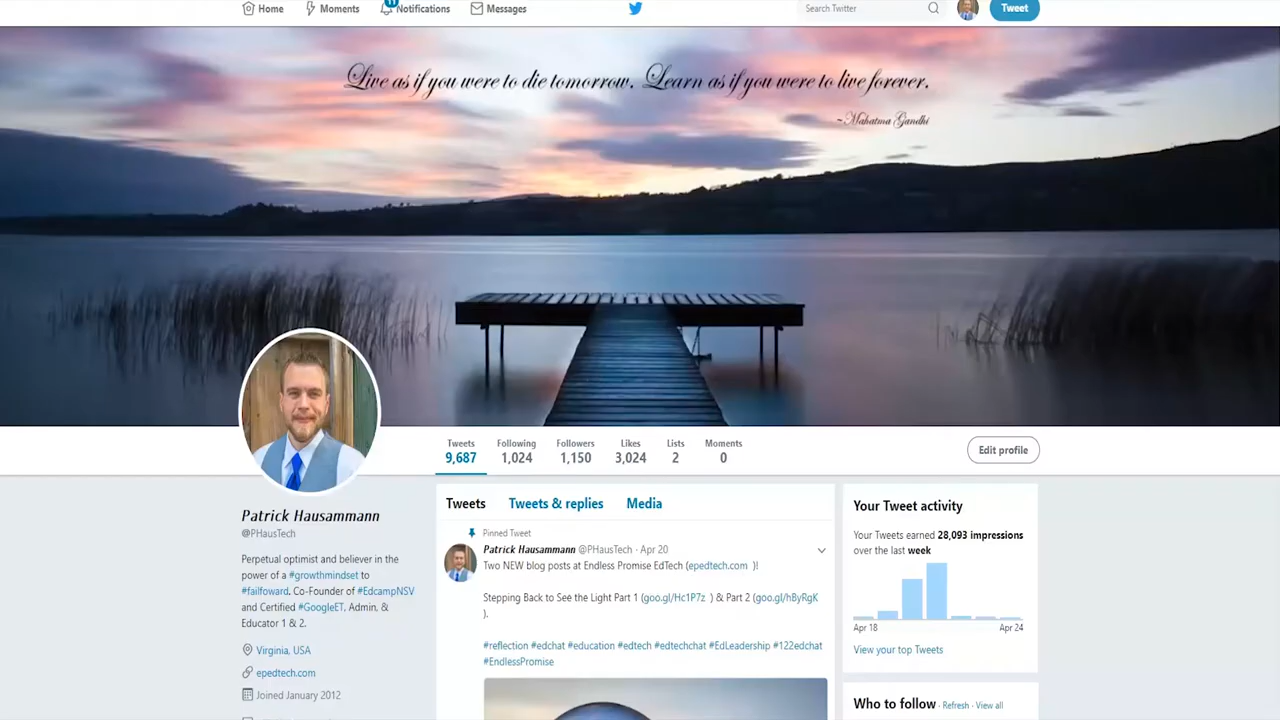 Home
Moments
11
Notifications
Messages
Search Twitter
Tweet
Live as if you were to die tomorrow. Learn as if you were to live forever.
~Mahatma Gandhi
Tweets
9,687
Following
1,024
Followers
1,150
Likes
3,024
Lists
2
Moments
0
Edit profile
Patrick Hausammann
@PHausTech
Perpetual optimist and believer in the
power of a #growthmindset to
#failfoward. Co-Founder of #EdcampNSV
and Certified #GoogleET, Admin, &
Educator 1 & 2.
Virginia, USA
epedtech.com
Joined January 2012
Tweets
Tweets & replies
Media
Pinned Tweet
Patrick Hausammann @PHausTech · Apr 20
Two NEW blog posts at Endless Promise EdTech (epedtech.com )!
Stepping Back to See the Light Part 1 (goo.gl/Hc1P7z ) & Part 2 (goo.gl/hByRgK
).
#reflection #edchat #education #edtech #edtechchat #EdLeadership #122edchat
#EndlessPromise
Your Tweet activity
Your Tweets earned 28,093 impressions
over the last week
Apr 18
Apr 24
View your top Tweets
Who to follow · Refresh · View all